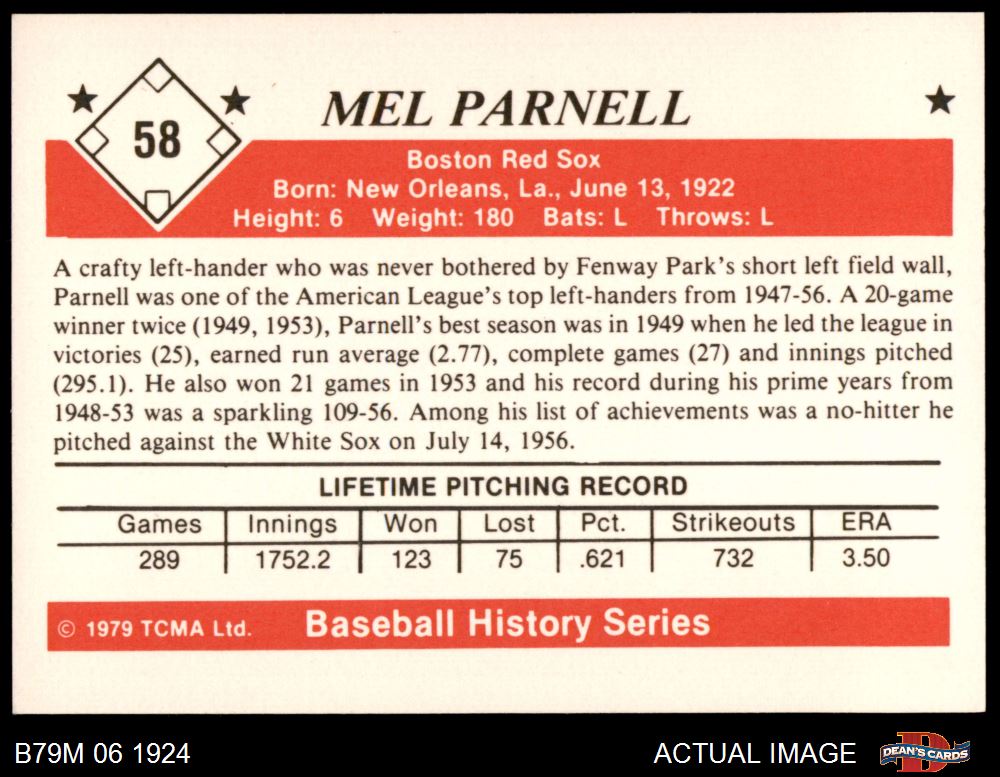 58
MEL PARNELL
Boston Red Sox
Born: New Orleans, La., June 13, 1922
Height: 6 Weight: 180 Bats: L Throws: L
A crafty left-hander who was never bothered by Fenway Park's short left field wall,
Parnell was one of the American League's top left-handers from 1947-56. A 20-game
winner twice (1949, 1953), Parnell's best season was in 1949 when he led the league in
victories (25), earned run average (2.77), complete games (27) and innings pitched
(295.1). He also won 21 games in 1953 and his record during his prime years from
1948-53 was a sparkling 109-56. Among his list of achievements was a no-hitter he
pitched against the White Sox on July 14, 1956.
LIFETIME PITCHING RECORD
Games Innings Won Lost Pct. Strikeouts ERA
289 1752.2 123 75 .621 732 3.50
© 1979 TCMA Ltd. Baseball History Series
B79M 06 1924 ACTUAL IMAGE DEAN'S CARDS